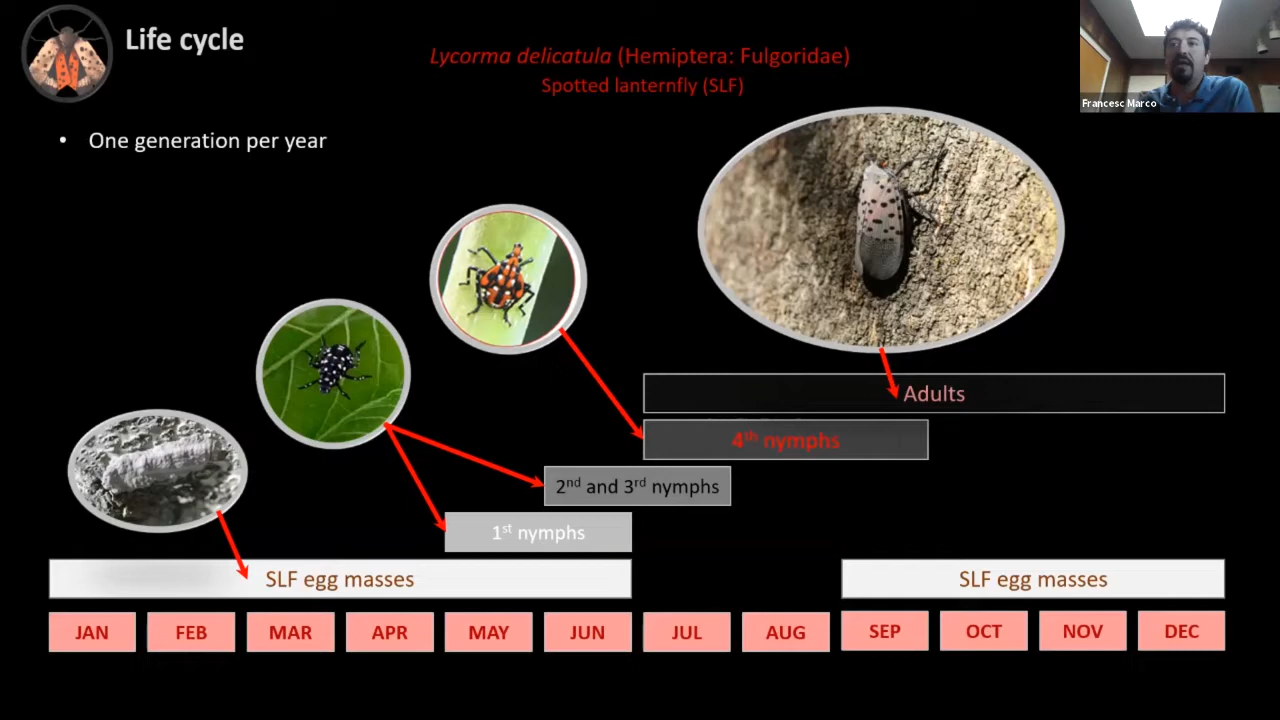 Life cycle
Lycorma delicatula (Hemiptera: Fulgoridae)
Spotted lanternfly (SLF)
Francesc Marco
• One generation per year
Adults
4th nymphs
2nd and 3rd nymphs
1st nymphs
SLF egg masses
SLF egg masses
JAN FEB MAR APR MAY JUN JUL AUG SEP OCT NOV DEC